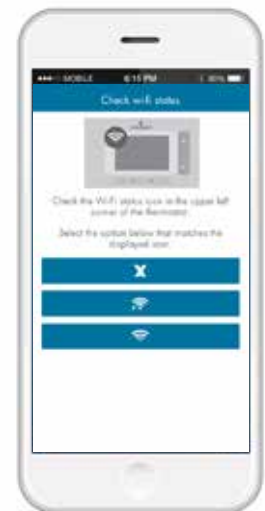 MOBILE 6:15 PM 80%
Check wifi status
Check the Wi-Fi status icon in the upper left
corner of the thermostat.
Select the option below that matches the
displayed icon.
X